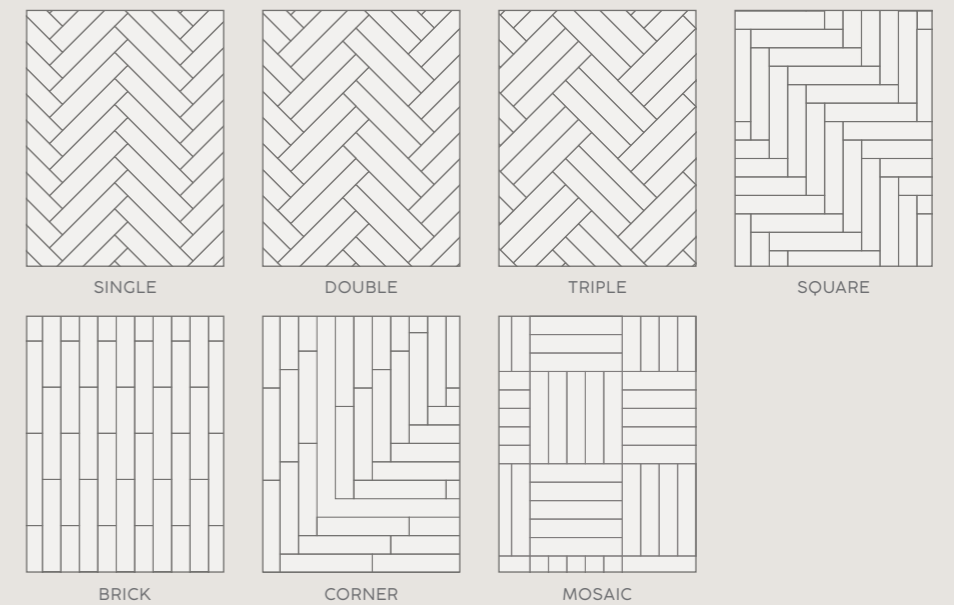 SINGLE
DOUBLE
TRIPLE
SQUARE
BRICK
CORNER
MOSAIC